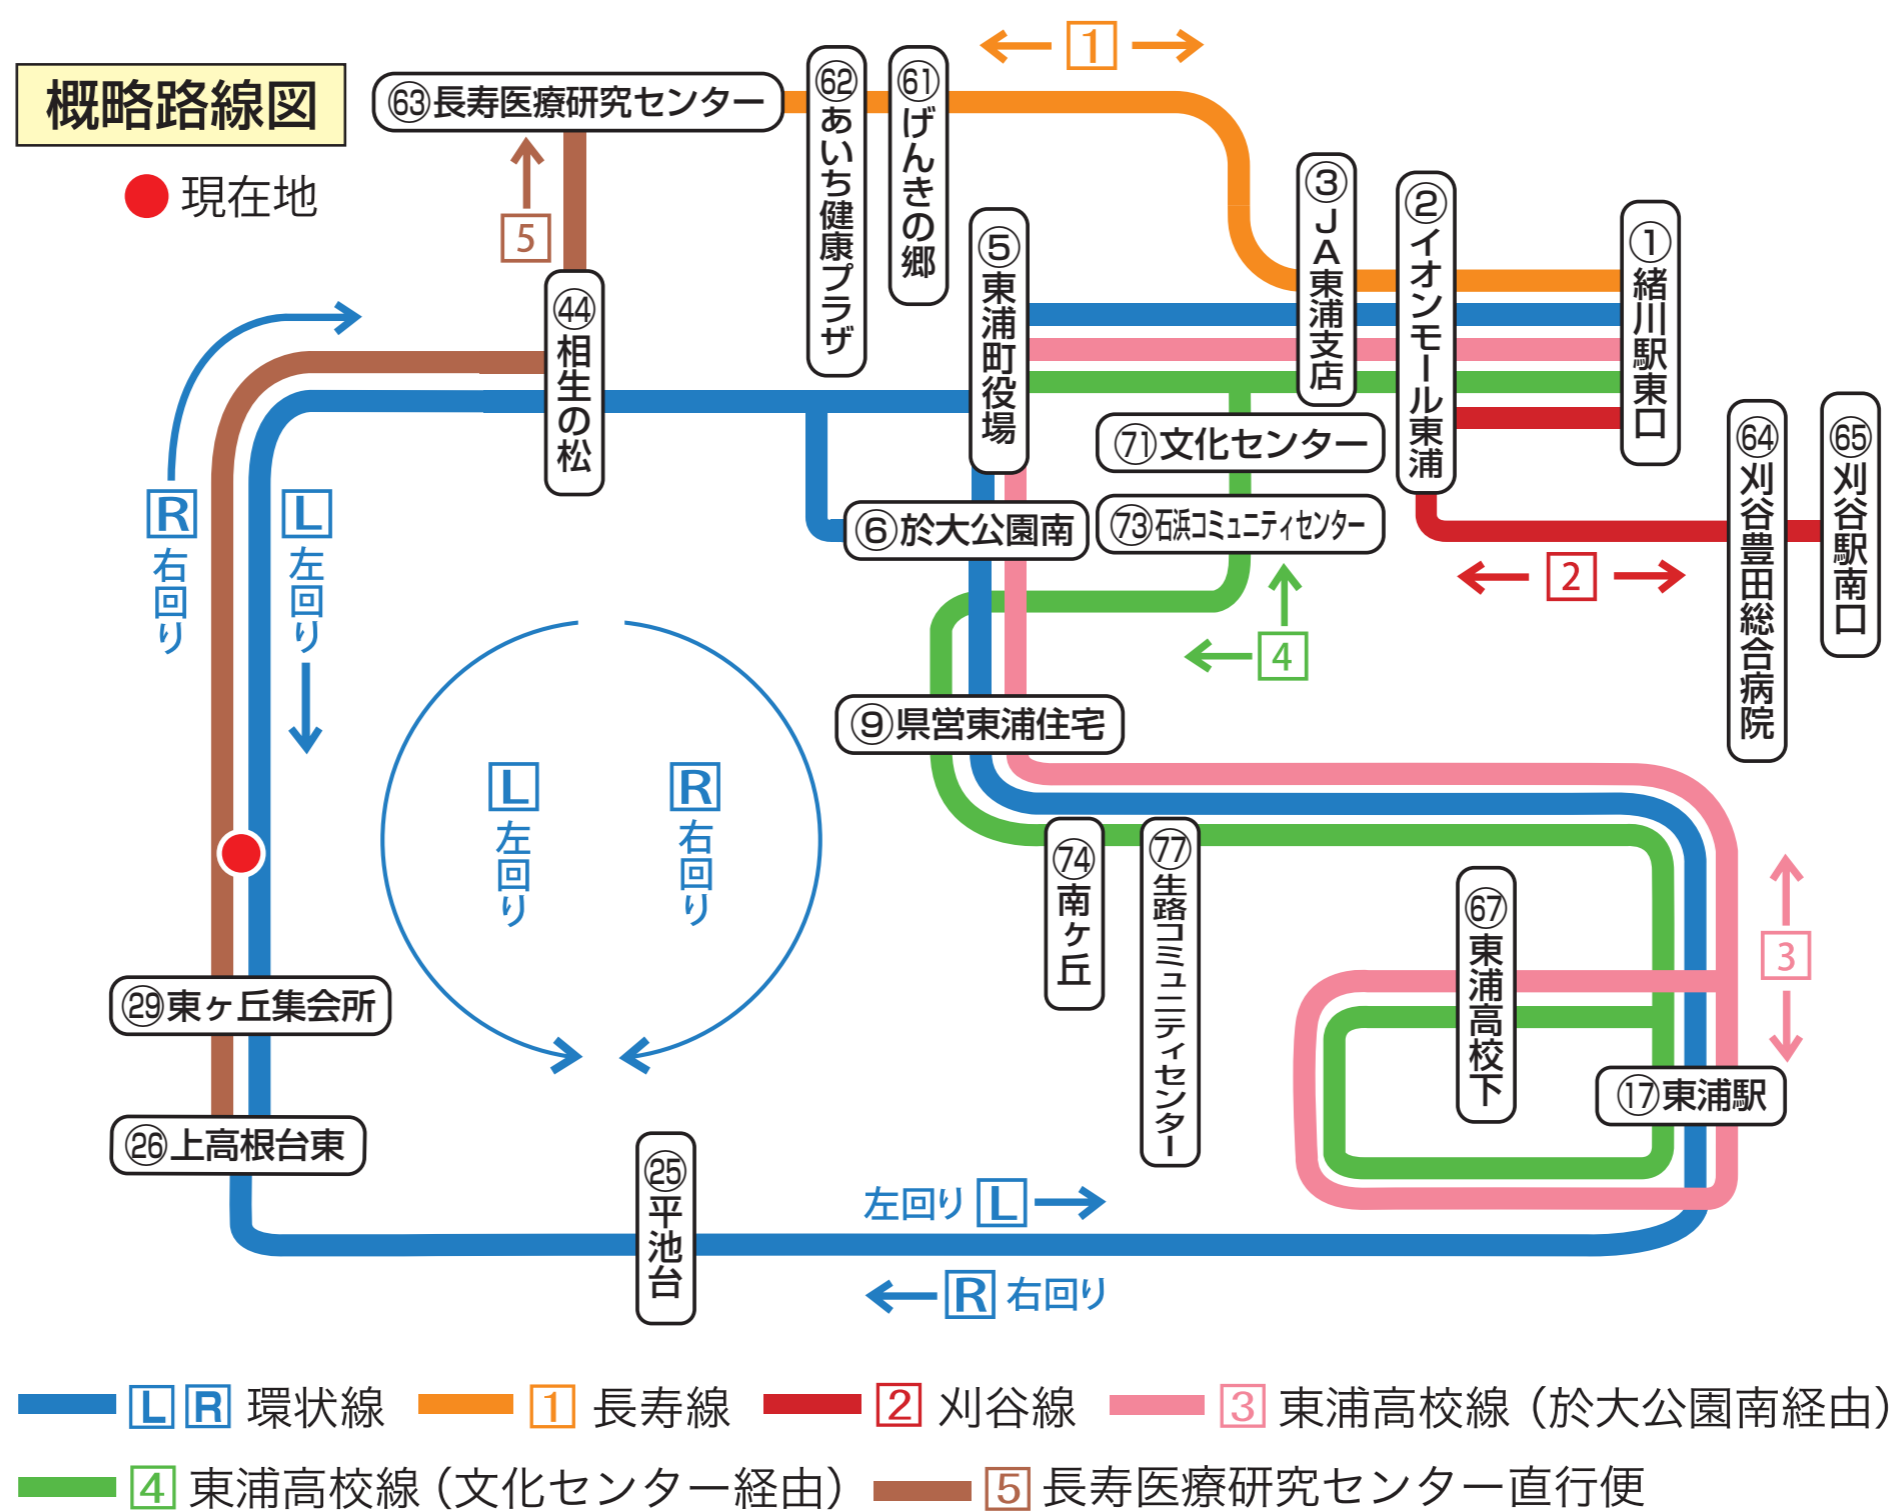 概略路線図
現在地
1
63長寿医療研究センター
62あいち健康プラザ
61げんきの郷
5
44相生の松
5東浦町役場
3JA東浦支店
2イオンモール東浦
1緒川駅東口
64刈谷豊田総合病院
65刈谷駅南口
71文化センター
73石浜コミュニティセンター
6於大公園南
R右回り
L左回り
2
4
9県営東浦住宅
L左回り
R右回り
74南ヶ丘
77生路コミュニティセンター
67東浦高校下
3
29東ヶ丘集会所
17東浦駅
26上高根台東
25平池台
左回りL
R右回り
LR環状線 1長寿線 2刈谷線 3東浦高校線(於大公園南経由)
4東浦高校線(文化センター経由) 5長寿医療研究センター直行便